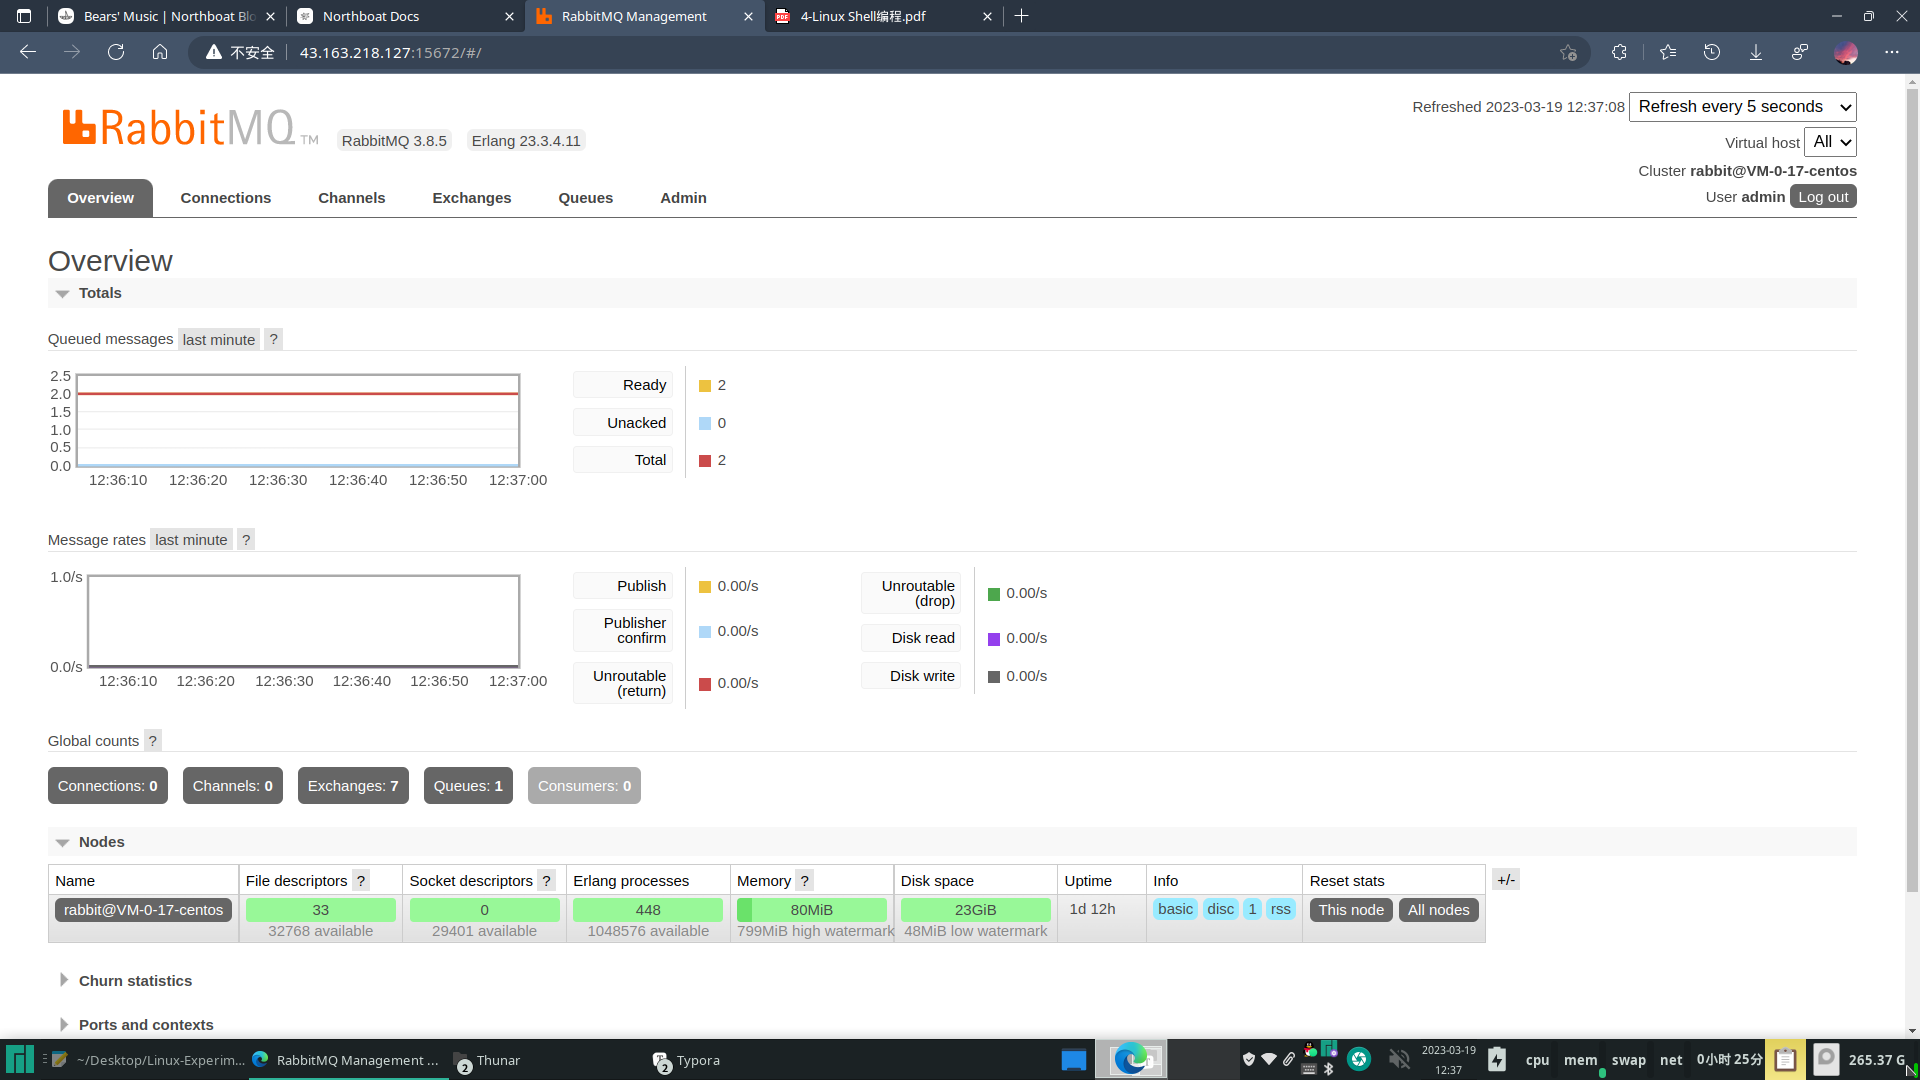 Bears' Music | Northboat Blo
Northboat Docs
RabbitMQ Management
4-Linux Shell编程.pdf
不安全
43.163.218.127:15672/#/
RabbitMQ TM
RabbitMQ 3.8.5
Erlang 23.3.4.11
Refreshed 2023-03-19 12:37:08
Refresh every 5 seconds
Virtual host All
Cluster rabbit@VM-0-17-centos
User admin Log out
Overview
Connections
Channels
Exchanges
Queues
Admin
Overview
Totals
Queued messages last minute ?
2.5
2.0
1.5
1.0
0.5
0.0
12:36:10 12:36:20 12:36:30 12:36:40 12:36:50 12:37:00
Ready 2
Unacked 0
Total 2
Message rates last minute ?
1.0/s
0.0/s
12:36:10 12:36:20 12:36:30 12:36:40 12:36:50 12:37:00
Publish 0.00/s
Publisher confirm 0.00/s
Unroutable (return) 0.00/s
Unroutable (drop) 0.00/s
Disk read 0.00/s
Disk write 0.00/s
Global counts ?
Connections: 0
Channels: 0
Exchanges: 7
Queues: 1
Consumers: 0
Nodes
Name File descriptors ? Socket descriptors ? Erlang processes Memory ? Disk space Uptime Info Reset stats +/-
rabbit@VM-0-17-centos 33 0 448 80MiB 23GiB 1d 12h basic disc 1 rss This node All nodes
32768 available 29401 available 1048576 available 799MiB high watermark 48MiB low watermark
Churn statistics
Ports and contexts
~/Desktop/Linux-Experim...
RabbitMQ Management ...
2 Thunar
2 Typora
2023-03-19
12:37
cpu mem swap net 0小时 25分 265.37 G